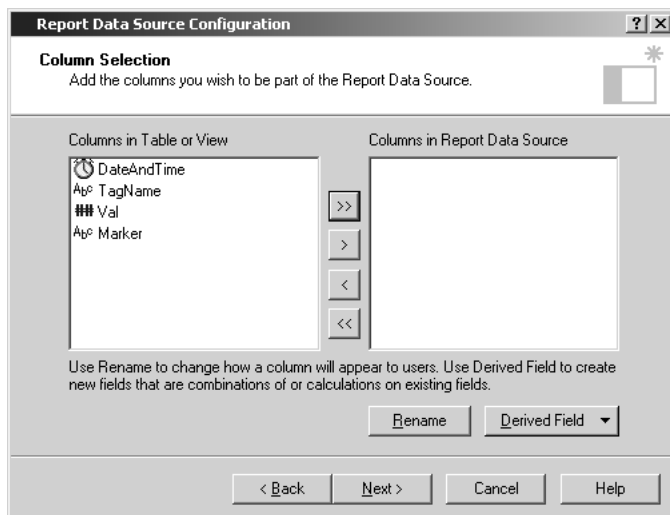 Report Data Source Configuration
Column Selection
Add the columns you wish to be part of the Report Data Source.
Columns in Table or View
Columns in Report Data Source
DateAndTime
Abc TagName
## Val
Abc Marker
>>
>
<
<<
Use Rename to change how a column will appear to users. Use Derived Field to create
new fields that are combinations of or calculations on existing fields.
Rename
Derived Field
< Back
Next >
Cancel
Help